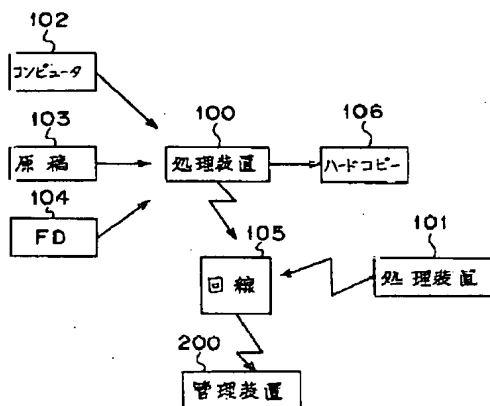 102
コンピュータ
103
原稿
104
FD
100
処理装置
106
ハードコピー
105
回線
101
処理装置
200
管理装置